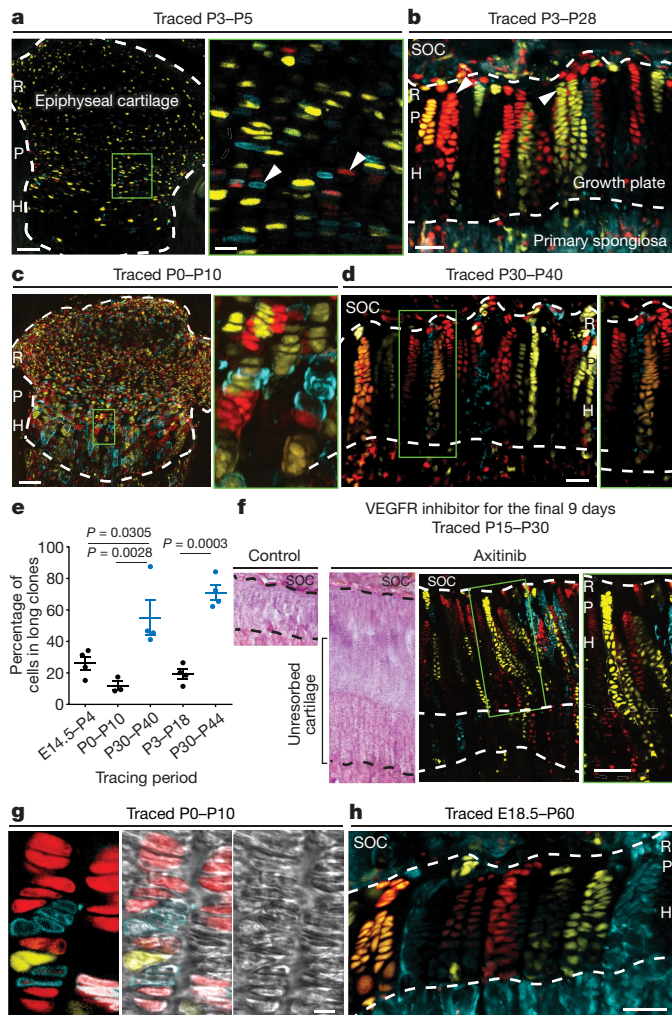 a
Traced P3–P5
R
Epiphyseal cartilage
P
H
b
Traced P3–P28
SOC
R
P
H
Growth plate
Primary spongiosa
c
Traced P0–P10
R
P
H
d
Traced P30–P40
SOC
R
P
H
e
P = 0.0305
P = 0.0028
P = 0.0003
Percentage of
cells in long clones
100
80
60
40
20
0
E14.5–P4
P0–P10
P30–P40
P3–P18
P30–P44
Tracing period
f
VEGFR inhibitor for the final 9 days
Traced P15–P30
Control
Axitinib
SOC
SOC
SOC
R
P
H
R
P
H
Unresorbed
cartilage
g
Traced P0–P10
h
Traced E18.5–P60
SOC
R
P
H